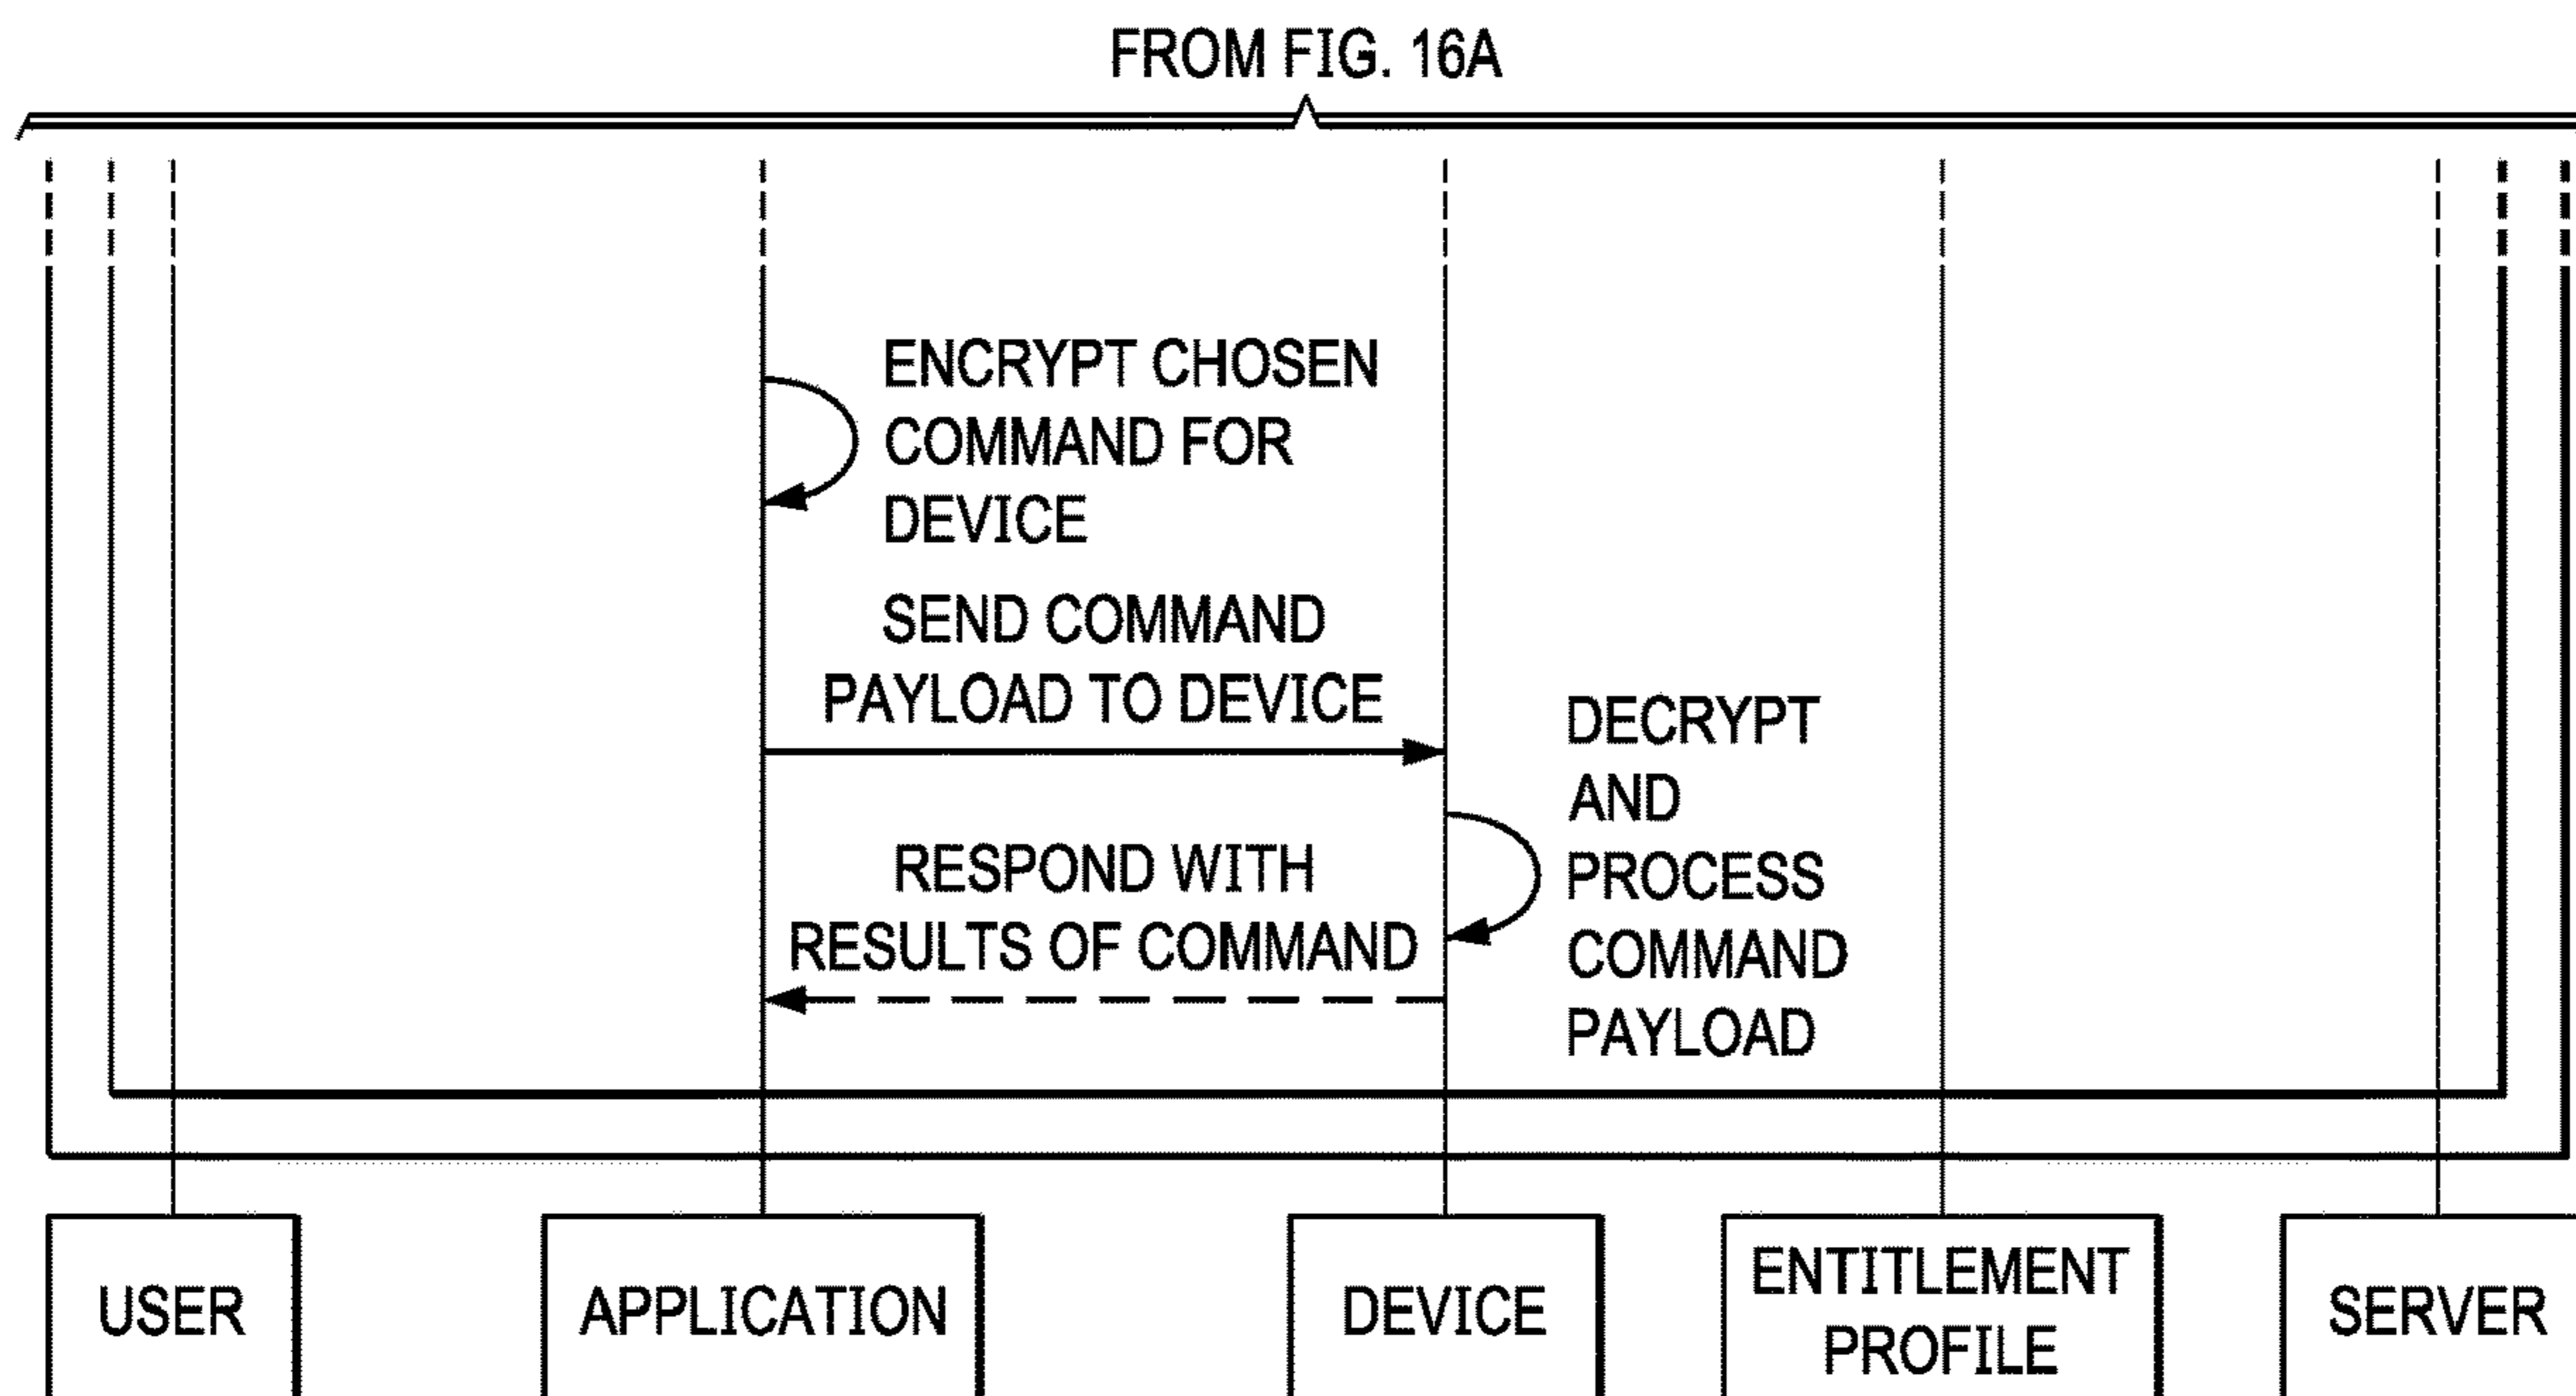 FROM FIG. 16A
ENCRYPT CHOSEN
COMMAND FOR
DEVICE
SEND COMMAND
PAYLOAD TO DEVICE
DECRYPT
AND
PROCESS
COMMAND
PAYLOAD
RESPOND WITH
RESULTS OF COMMAND
USER
APPLICATION
DEVICE
ENTITLEMENT
PROFILE
SERVER